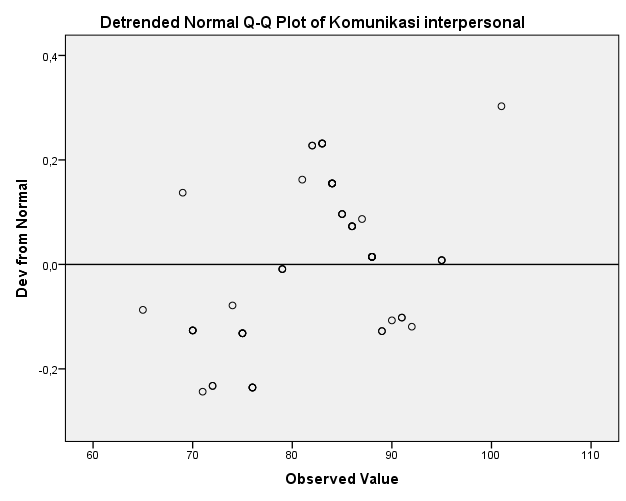 Detrended Normal Q-Q Plot of Komunikasi interpersonal
Dev from Normal
0,4
0,2
0,0
-0,2
60 70 80 90 100 110
Observed Value